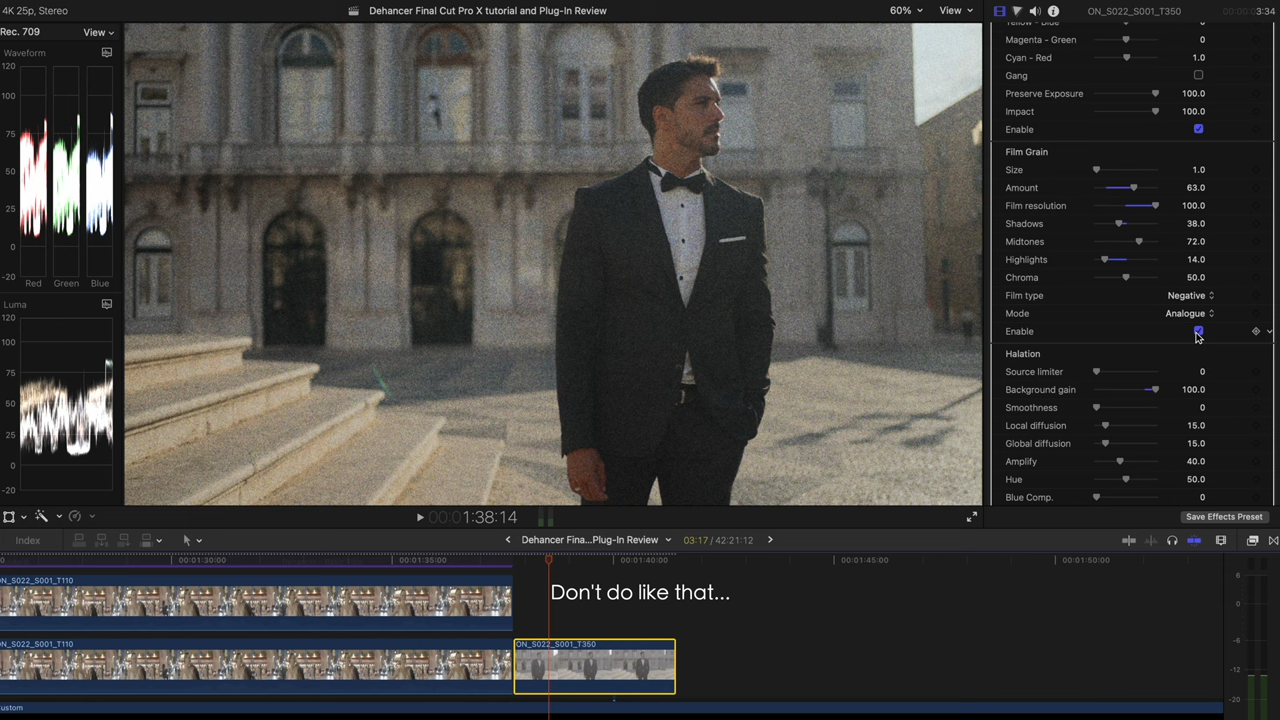 4K 25p, Stereo
Dehancer Final Cut Pro X tutorial and Plug-In Review
60%
View
ON_S022_S001_T350
3:34
Rec. 709
View
Waveform
120
100
75
50
25
0
-20
Red
Green
Blue
Luma
120
100
75
50
25
0
-20
Magenta - Green
0
Cyan - Red
1.0
Gang
Preserve Exposure
100.0
Impact
100.0
Enable
Film Grain
Size
1.0
Amount
63.0
Film resolution
100.0
Shadows
38.0
Midtones
72.0
Highlights
14.0
Chroma
50.0
Film type
Negative
Mode
Analogue
Enable
Halation
Source limiter
0
Background gain
100.0
Smoothness
0
Local diffusion
15.0
Global diffusion
15.0
Amplify
40.0
Hue
50.0
Blue Comp.
0
00:00:01:38:14
Save Effects Preset
Index
Dehancer Fina...Plug-In Review
03:17 / 42:21:12
00:01:30:00
00:01:35:00
00:01:40:00
00:01:45:00
00:01:50:00
ON_S022_S001_T110
Don't do like that...
ON_S022_S001_T110
ON_S022_S001_T350
6
0
-6
-12
-20